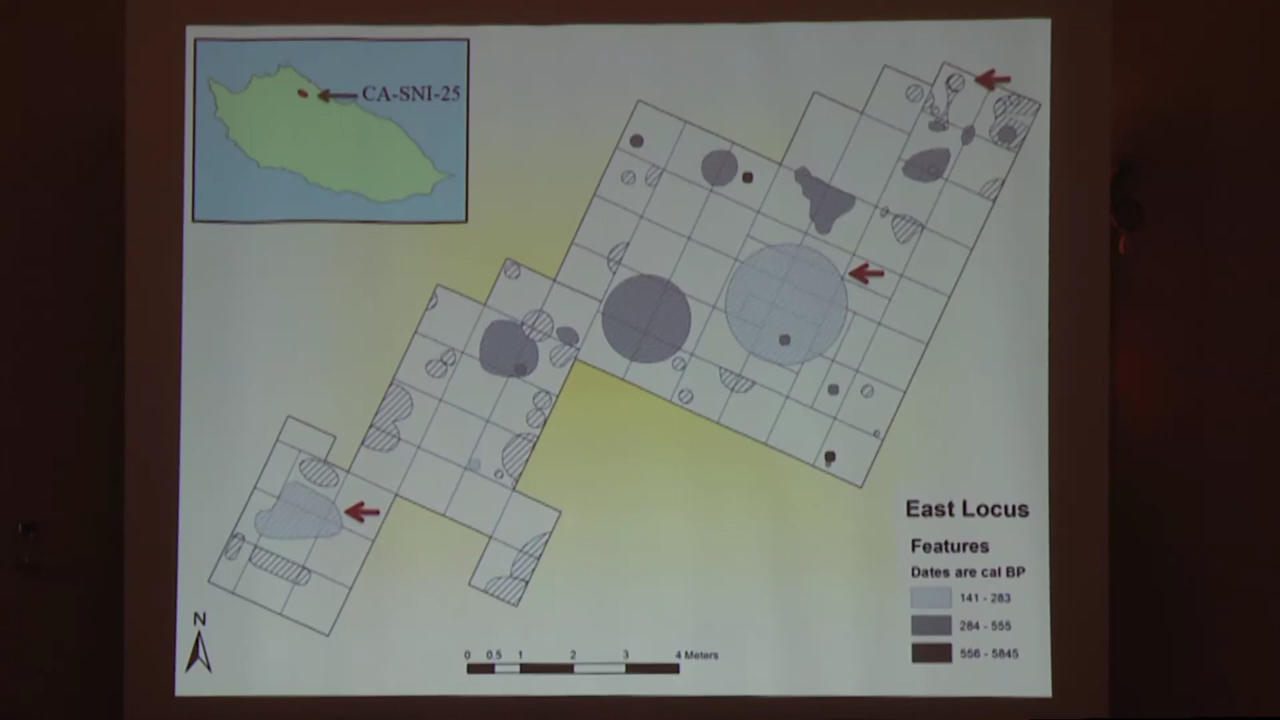 CA-SNI-25
East Locus
Features
Dates are cal BP
141 - 283
284 - 555
556 - 5845
N
0 0.5 1 2 3 4 Meters